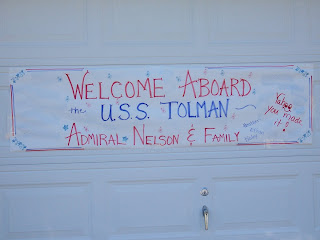 WELCOME ABOARD
the U.S.S. TOLMAN
ADMIRAL NELSON & FAMILY
you made it!